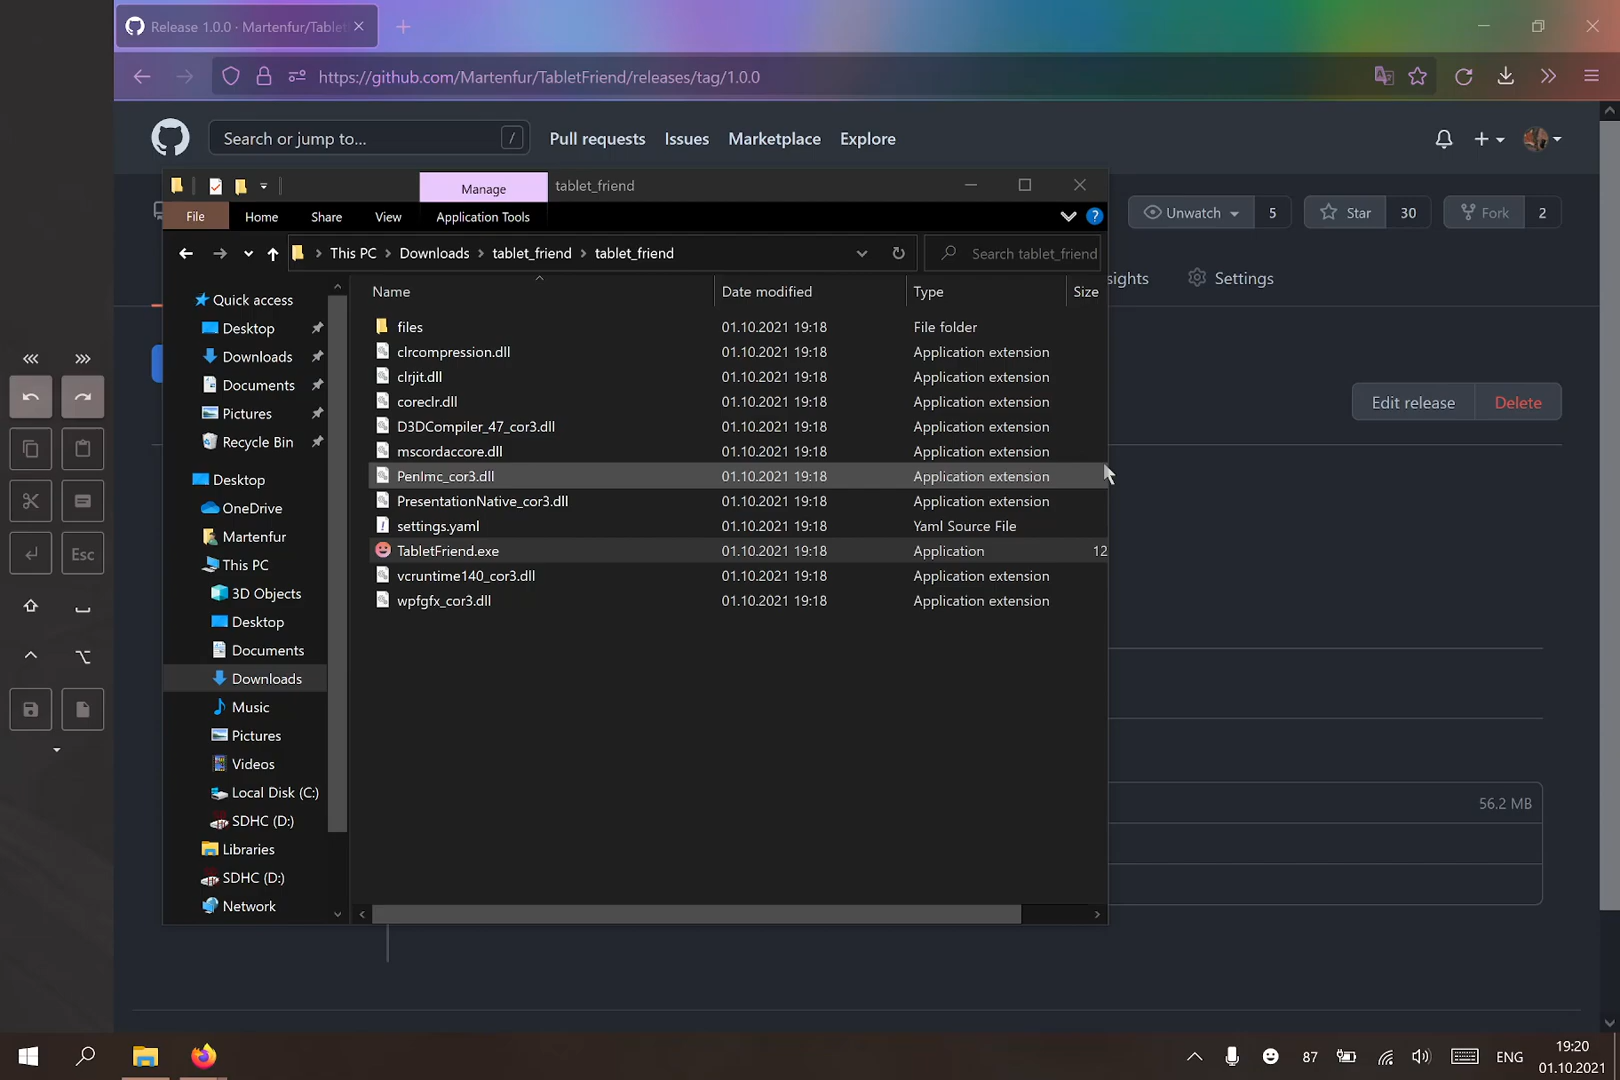 Release 1.0.0 · Martenfur/Tablet
https://github.com/Martenfur/TabletFriend/releases/tag/1.0.0
Search or jump to...
/
Pull requests
Issues
Marketplace
Explore
Manage
tablet_friend
File
Home
Share
View
Application Tools
Unwatch
5
Star
30
Fork
2
This PC
Downloads
tablet_friend
tablet_friend
Search tablet_friend
sights
Settings
Name
Date modified
Type
Size
Quick access
Desktop
Downloads
Documents
Pictures
Recycle Bin
Desktop
OneDrive
Martenfur
This PC
3D Objects
Desktop
Documents
Downloads
Music
Pictures
Videos
Local Disk (C:)
SDHC (D:)
Libraries
SDHC (D:)
Network
files 01.10.2021 19:18 File folder
clrcompression.dll 01.10.2021 19:18 Application extension
clrjit.dll 01.10.2021 19:18 Application extension
coreclr.dll 01.10.2021 19:18 Application extension
D3DCompiler_47_cor3.dll 01.10.2021 19:18 Application extension
mscordaccore.dll 01.10.2021 19:18 Application extension
PenImc_cor3.dll 01.10.2021 19:18 Application extension
PresentationNative_cor3.dll 01.10.2021 19:18 Application extension
settings.yaml 01.10.2021 19:18 Yaml Source File
TabletFriend.exe 01.10.2021 19:18 Application 12
vcruntime140_cor3.dll 01.10.2021 19:18 Application extension
wpfgfx_cor3.dll 01.10.2021 19:18 Application extension
Edit release
Delete
Esc
56.2 MB
87
ENG
19:20
01.10.2021